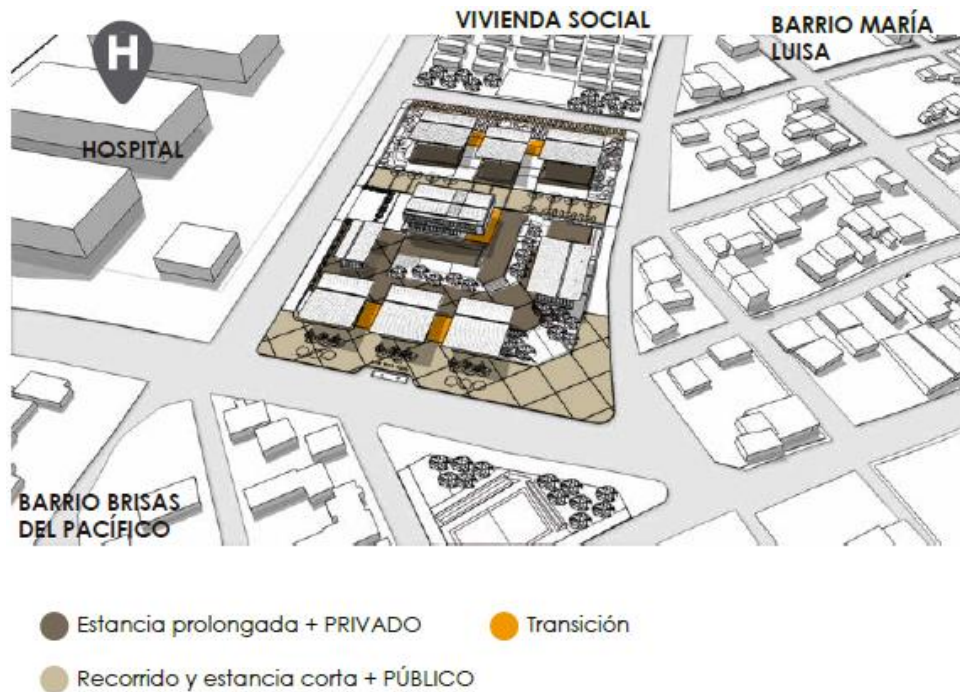 VIVIENDA SOCIAL
BARRIO MARÍA
LUISA
H
HOSPITAL
BARRIO BRISAS
DEL PACÍFICO
Estancia prolongada + PRIVADO
Transición
Recorrido y estancia corta + PÚBLICO